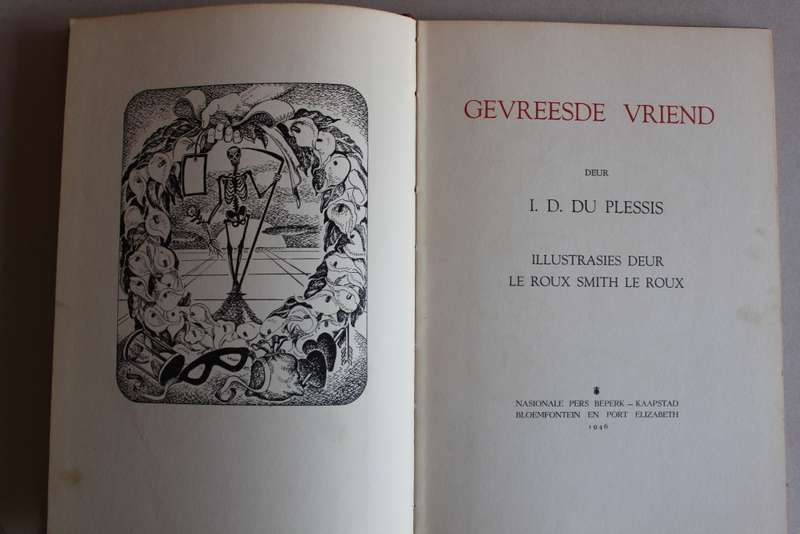 GEVREESDE VRIEND
DEUR
I. D. DU PLESSIS
ILLUSTRASIES DEUR
LE ROUX SMITH LE ROUX
NASIONALE PERS BEPERK – KAAPSTAD
BLOEMFONTEIN EN PORT ELIZABETH
1946